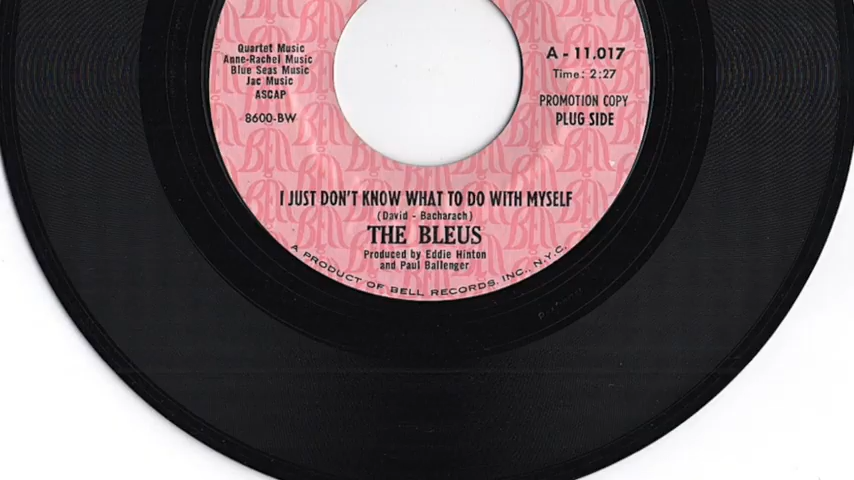 Quartet Music
Anne-Rachel Music
Blue Seas Music
Jac Music
ASCAP
8600-BW
A - 11.017
Time: 2:27
PROMOTION COPY
PLUG SIDE
I JUST DON'T KNOW WHAT TO DO WITH MYSELF
(David - Bacharach)
THE BLEUS
Produced by Eddie Hinton
and Paul Ballenger
A PRODUCT OF BELL RECORDS, INC., N.Y.C.
BELL